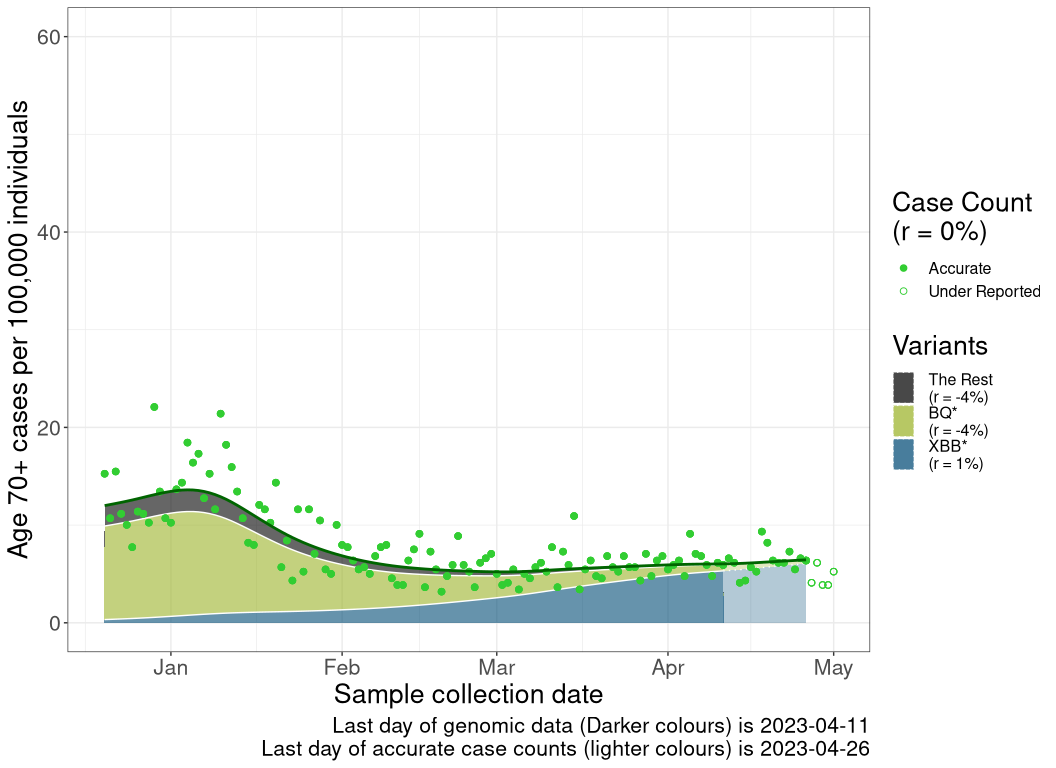 Age 70+ cases per 100,000 individuals
60
40
20
0
Jan Feb Mar Apr May
Sample collection date
Last day of genomic data (Darker colours) is 2023-04-11
Last day of accurate case counts (lighter colours) is 2023-04-26
Case Count
(r = 0%)
Accurate
Under Reported
Variants
The Rest
(r = -4%)
BQ*
(r = -4%)
XBB*
(r = 1%)